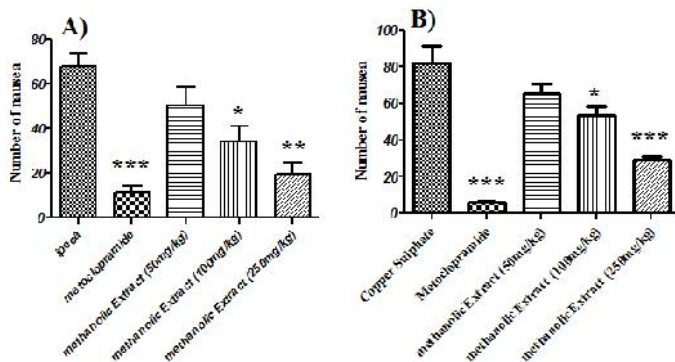 A)
Number of nausea
80
60
40
20
0
***
*
**
ipeca
metoclopramide
methanolic Extract (50mg/kg)
methanolic Extract (100mg/kg)
methanolic Extract (250mg/kg)
B)
Number of nausea
100
80
60
40
20
0
***
*
***
Copper Sulphate
Metoclopramide
methanolic Extract (50mg/kg)
methanolic Extract (100mg/kg)
methanolic Extract (250mg/kg)